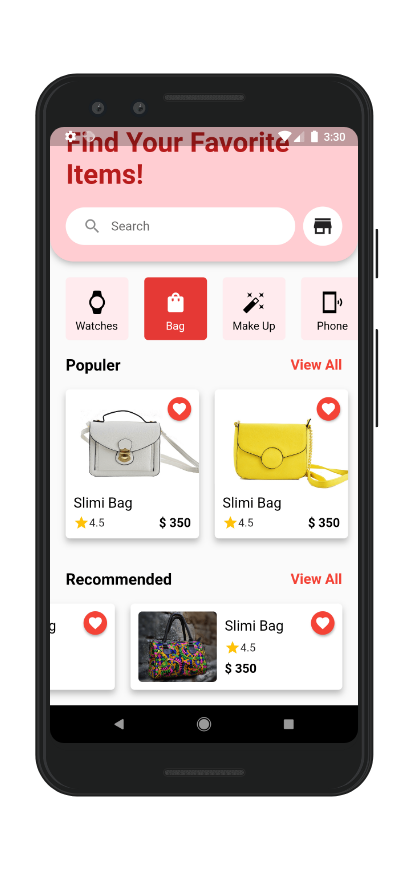 3:30
Find Your Favorite
Items!
Search
Watches
Bag
Make Up
Phone
Populer
View All
Slimi Bag
4.5
$ 350
Slimi Bag
4.5
$ 350
Recommended
View All
g
Slimi Bag
4.5
$ 350